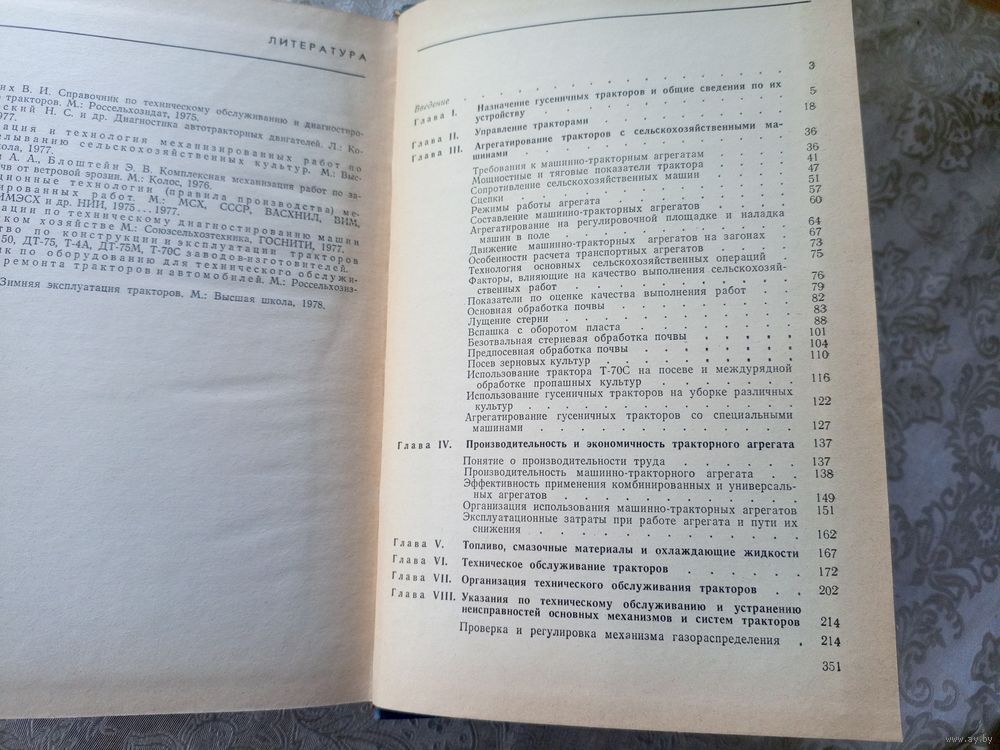 ЛИТЕРАТУРА
их В. И. Справочник по техническому обслуживанию и диагностиро-
тракторов. М.: Россельхозиздат, 1975.
ский Н. С. и др. Диагностика автотракторных двигателей. Л.: Ко-
977.
ация и технология механизированных работ по
елыванию сельскохозяйственных культур. М.: Выс-
ола, 1977.
А. А., Блоштейн Э. В. Комплексная механизация работ по за-
чв от ветровой эрозии. М.: Колос, 1976.
ционные технологии (правила производства) ме-
ированных работ. М.: МСХ, СССР, ВАСХНИЛ, ВИМ,
ИМЭСХ и др. НИИ, 1975 ... 1977.
ации по техническому диагностированию машин
ком хозяйстве М.: Союзсельхозтехника, ГОСНИТИ, 1977.
тво по конструкции и эксплуатации тракторов
50, ДТ-75, Т-4А, ДТ-75М, Т-70С заводов-изготовителей.
ик по оборудованию для технического обслужи-
ремонта тракторов и автомобилей. М.: Россельхозиз-
Зимняя эксплуатация тракторов. М.: Высшая школа, 1978.
Введение . . . . . . . . . . 3
Глава I. Назначение гусеничных тракторов и общие сведения по их
устройству . . . . . . . . . . 5
Глава II. Управление тракторами . . . . . . . . 18
Глава III. Агрегатирование тракторов с сельскохозяйственными ма-
шинами . . . . . . . . . . 36
Требования к машинно-тракторным агрегатам . . . 36
Мощностные и тяговые показатели трактора . . . 41
Сопротивление сельскохозяйственных машин . . . 47
Сцепки . . . . . . . . . . 51
Режимы работы агрегата . . . . . . . 57
Составление машинно-тракторных агрегатов . . . 60
Агрегатирование на регулировочной площадке и наладка
машин в поле . . . . . . . . . 64
Движение машинно-тракторных агрегатов на загонах . 67
Особенности расчета транспортных агрегатов . . . 73
Технология основных сельскохозяйственных операций . 75
Факторы, влияющие на качество выполнения сельскохозяй-
ственных работ . . . . . . . . 76
Показатели по оценке качества выполнения работ . . 79
Основная обработка почвы . . . . . . 82
Лущение стерни . . . . . . . . 83
Вспашка с оборотом пласта . . . . . . 88
Безотвальная стерневая обработка почвы . . . . 101
Предпосевная обработка почвы . . . . . . 104
Посев зерновых культур . . . . . . . 110
Использование трактора Т-70С на посеве и междурядной
обработке пропашных культур . . . . . . 116
Использование гусеничных тракторов на уборке различных
культур . . . . . . . . . . 122
Агрегатирование гусеничных тракторов со специальными
машинами . . . . . . . . . . 127
Глава IV. Производительность и экономичность тракторного агрегата 137
Понятие о производительности труда . . . . . 137
Производительность машинно-тракторного агрегата . . 138
Эффективность применения комбинированных и универсаль-
ных агрегатов . . . . . . . . . 149
Организация использования машинно-тракторных агрегатов 151
Эксплуатационные затраты при работе агрегата и пути их
снижения . . . . . . . . . . 162
Глава V. Топливо, смазочные материалы и охлаждающие жидкости 167
Глава VI. Техническое обслуживание тракторов . . . . . . 172
Глава VII. Организация технического обслуживания тракторов . . 202
Глава VIII. Указания по техническому обслуживанию и устранению
неисправностей основных механизмов и систем тракторов 214
Проверка и регулировка механизма газораспределения . 214
351
www.ay.by